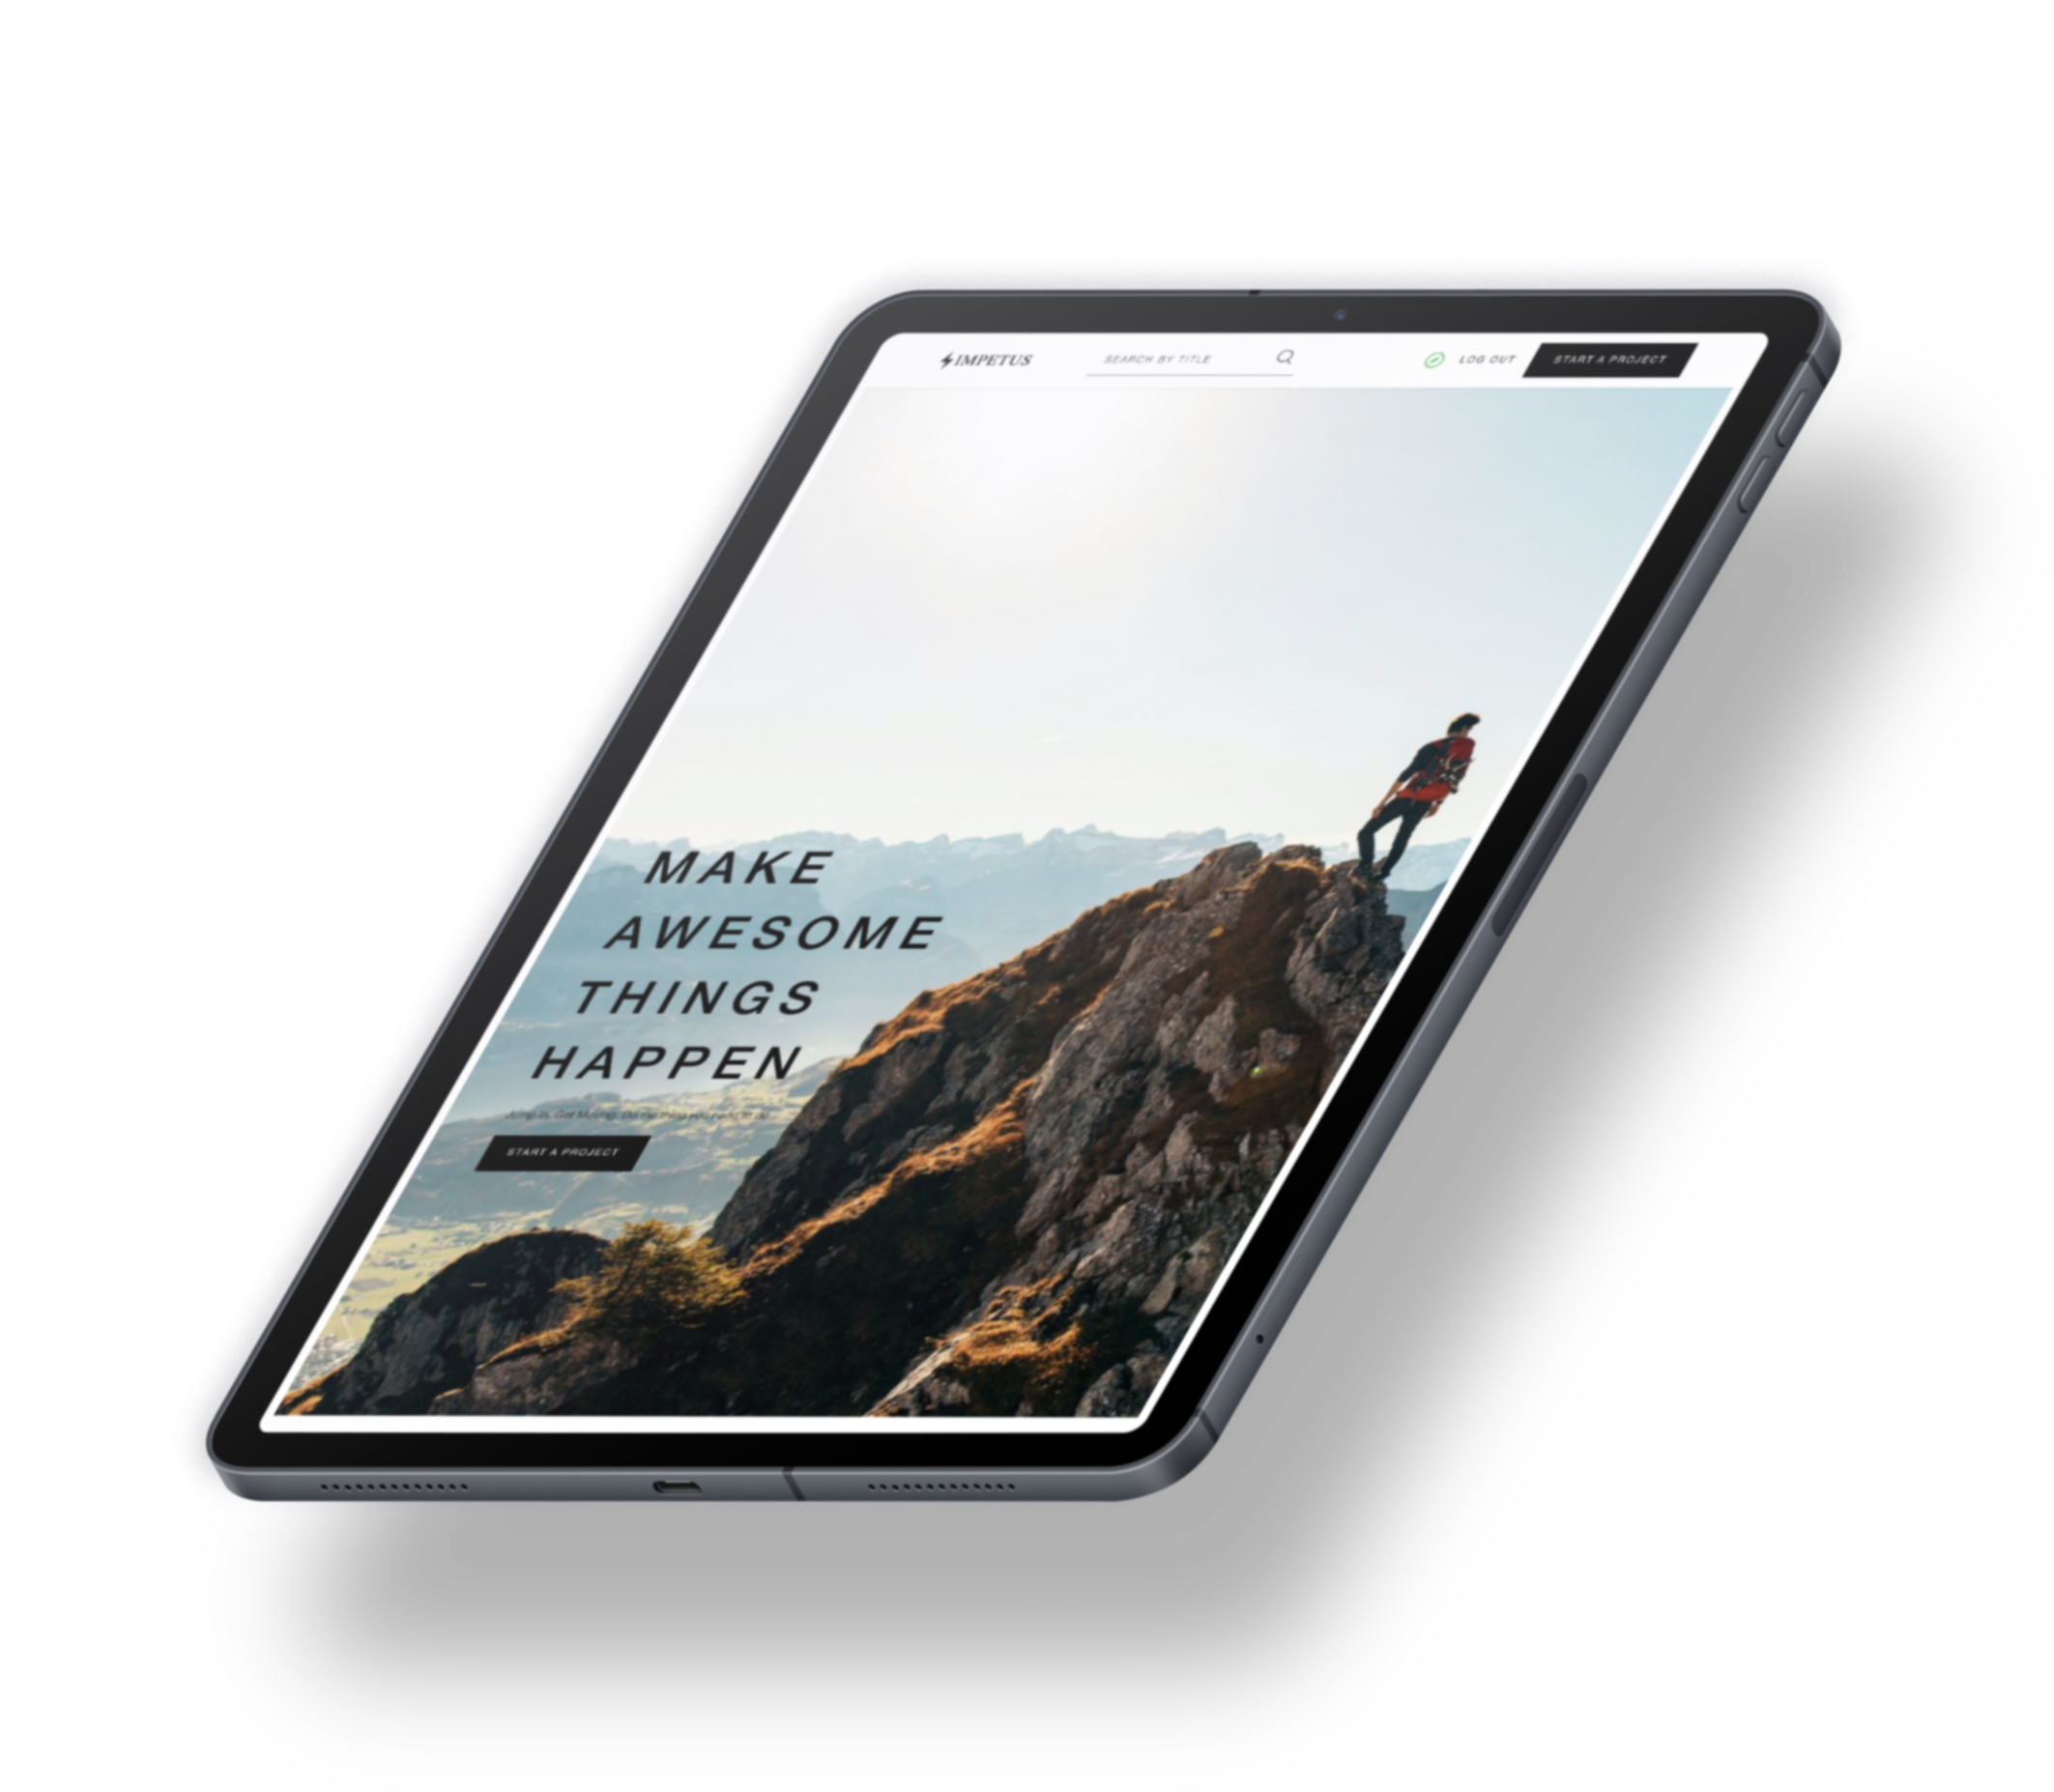 IMPETUS
SEARCH BY TITLE
LOG OUT
START A PROJECT
MAKE
AWESOME
THINGS
HAPPEN
Jump in. Get Moving. Do the thing you
START A PROJECT